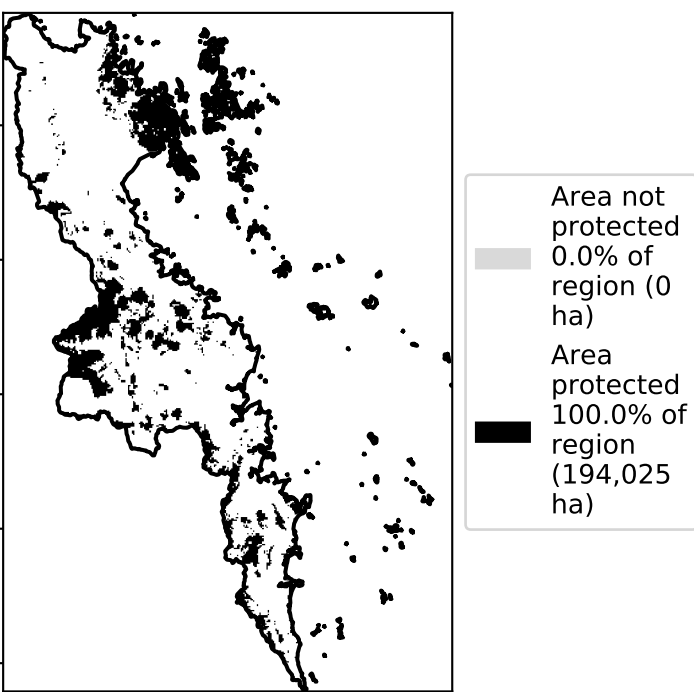 Area not
protected
0.0% of
region (0
ha)
Area
protected
100.0% of
region
(194,025
ha)